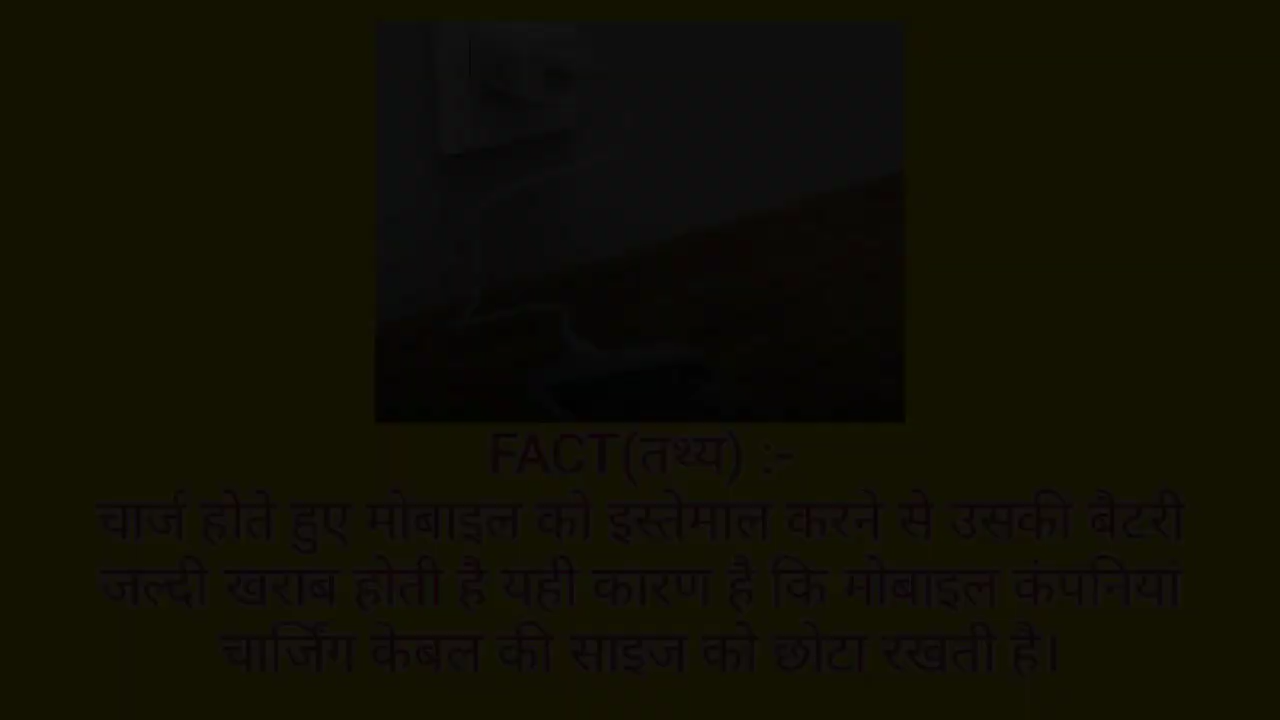 FACT(तथ्य) :-
चार्ज होते हुए मोबाइल को इस्तेमाल करने से उसकी बैटरी
जल्दी खराब होती है यही कारण है कि मोबाइल कंपनिया
चार्जिंग केबल की साइज को छोटा रखती है।